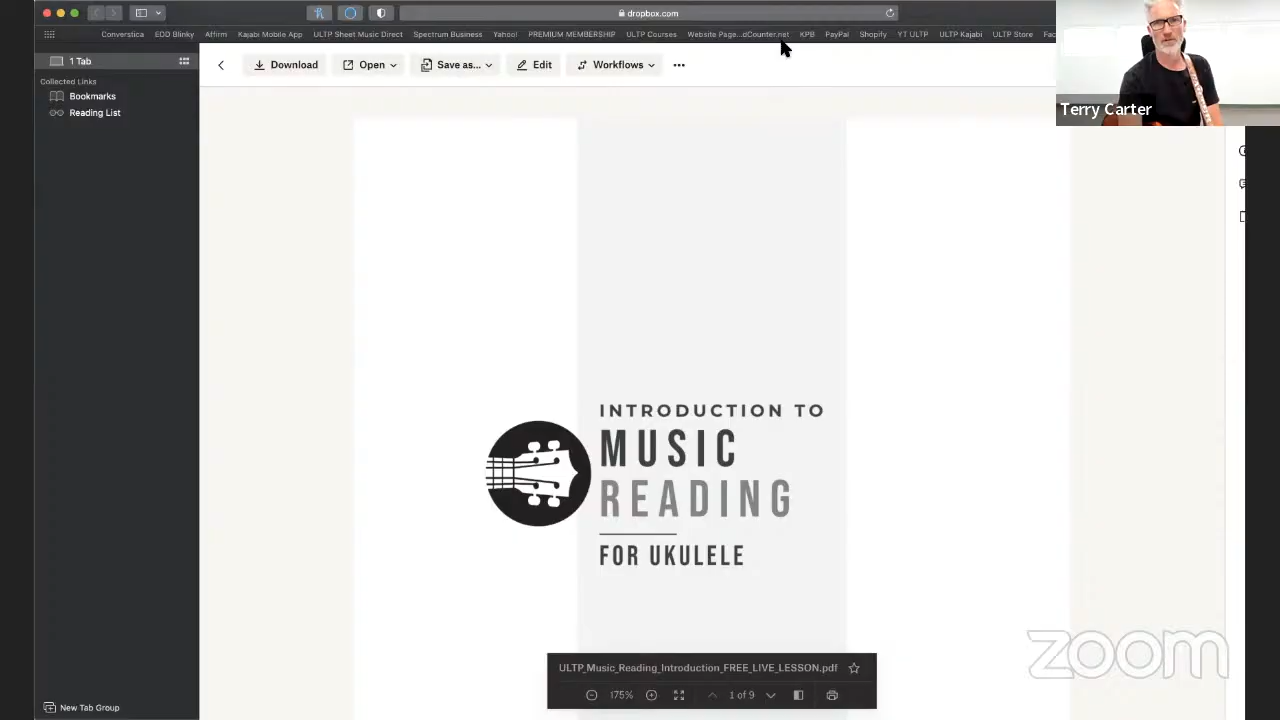 dropbox.com
Converstica EOD Blinky Affirm Kajabi Mobile App ULTP Sheet Music Direct Spectrum Business Yahoo! PREMIUM MEMBERSHIP ULTP Courses Website Page...dCounter.nst KPB PayPal Shopify YT ULTP ULTP Kajabi ULTP Store Fac
1 Tab
Download Open Save as... Edit Workflows
Collected Links
Bookmarks
Reading List
Terry Carter
INTRODUCTION TO
MUSIC
READING
FOR UKULELE
zoom
ULTP_Music_Reading_Introduction_FREE_LIVE_LESSON.pdf
175% 1 of 9
New Tab Group